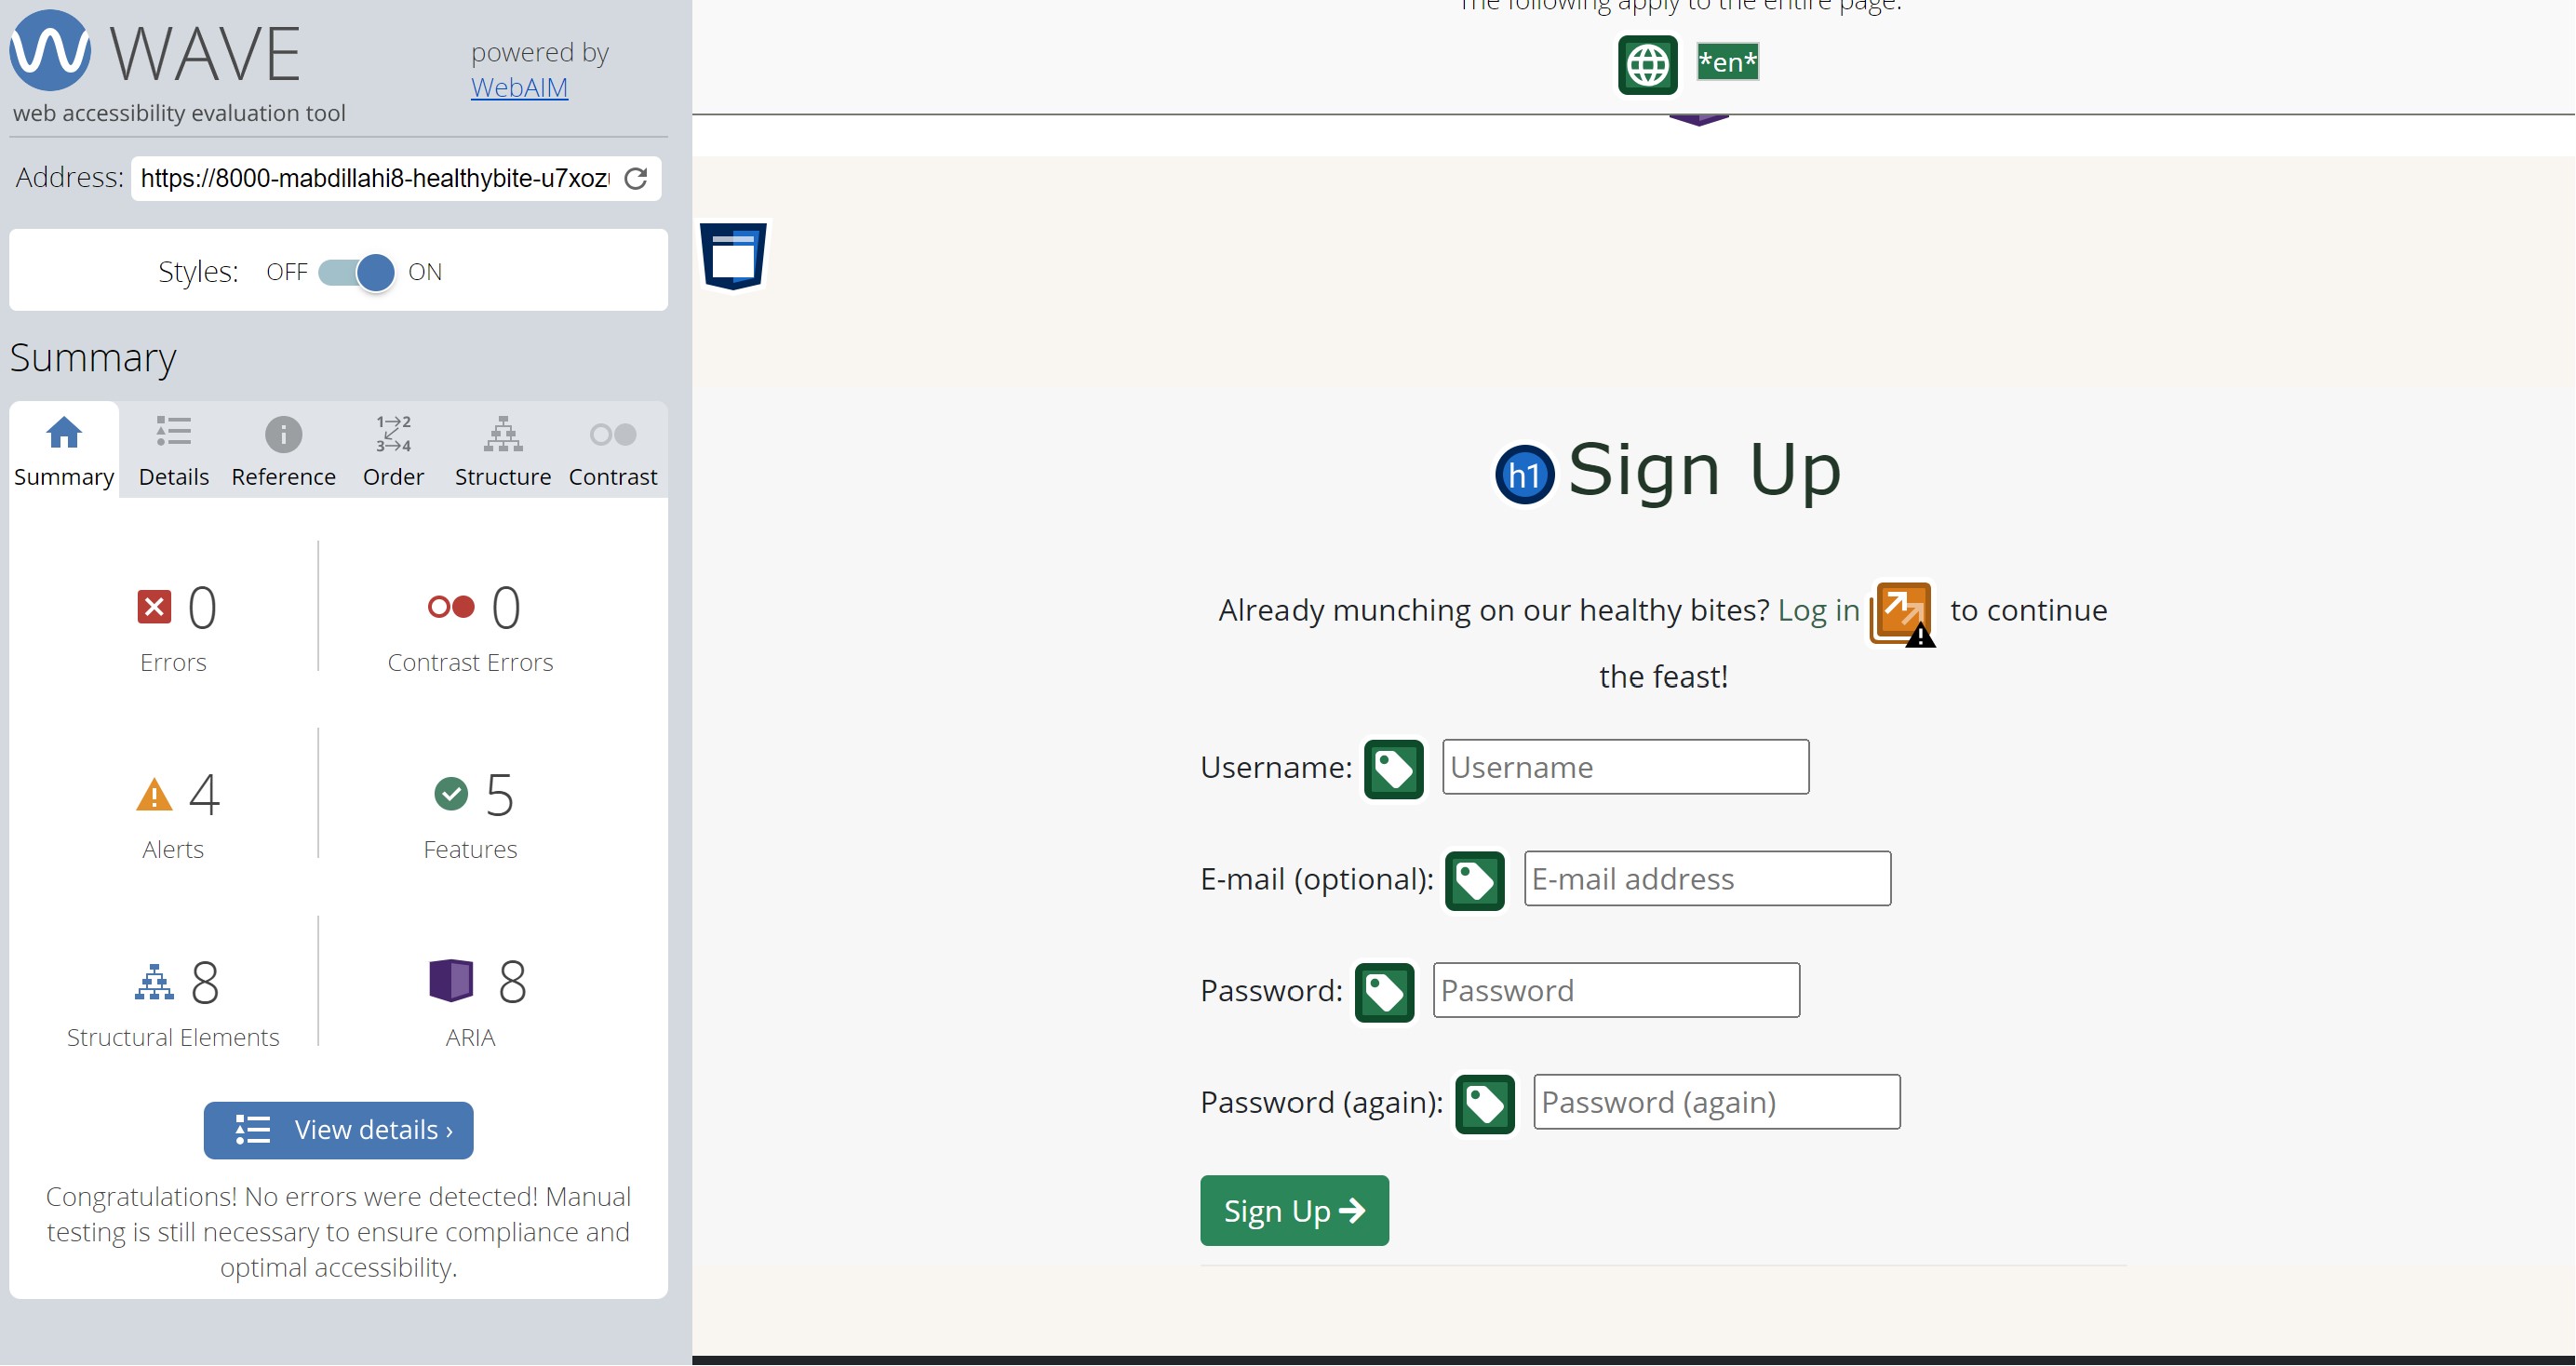 WAVE
powered by
WebAIM
web accessibility evaluation tool
Address: https://8000-mabdillahi8-healthybite-u7xoz
Styles: OFF ON
Summary
1→2
3→4
Summary Details Reference Order Structure Contrast
0 0
Errors Contrast Errors
4 5
Alerts Features
8 8
Structural Elements ARIA
View details ›
Congratulations! No errors were detected! Manual
testing is still necessary to ensure compliance and
optimal accessibility.
The following apply to the entire page:
*en*
h1 Sign Up
Already munching on our healthy bites? Log in to continue
the feast!
Username: Username
E-mail (optional): E-mail address
Password: Password
Password (again): Password (again)
Sign Up